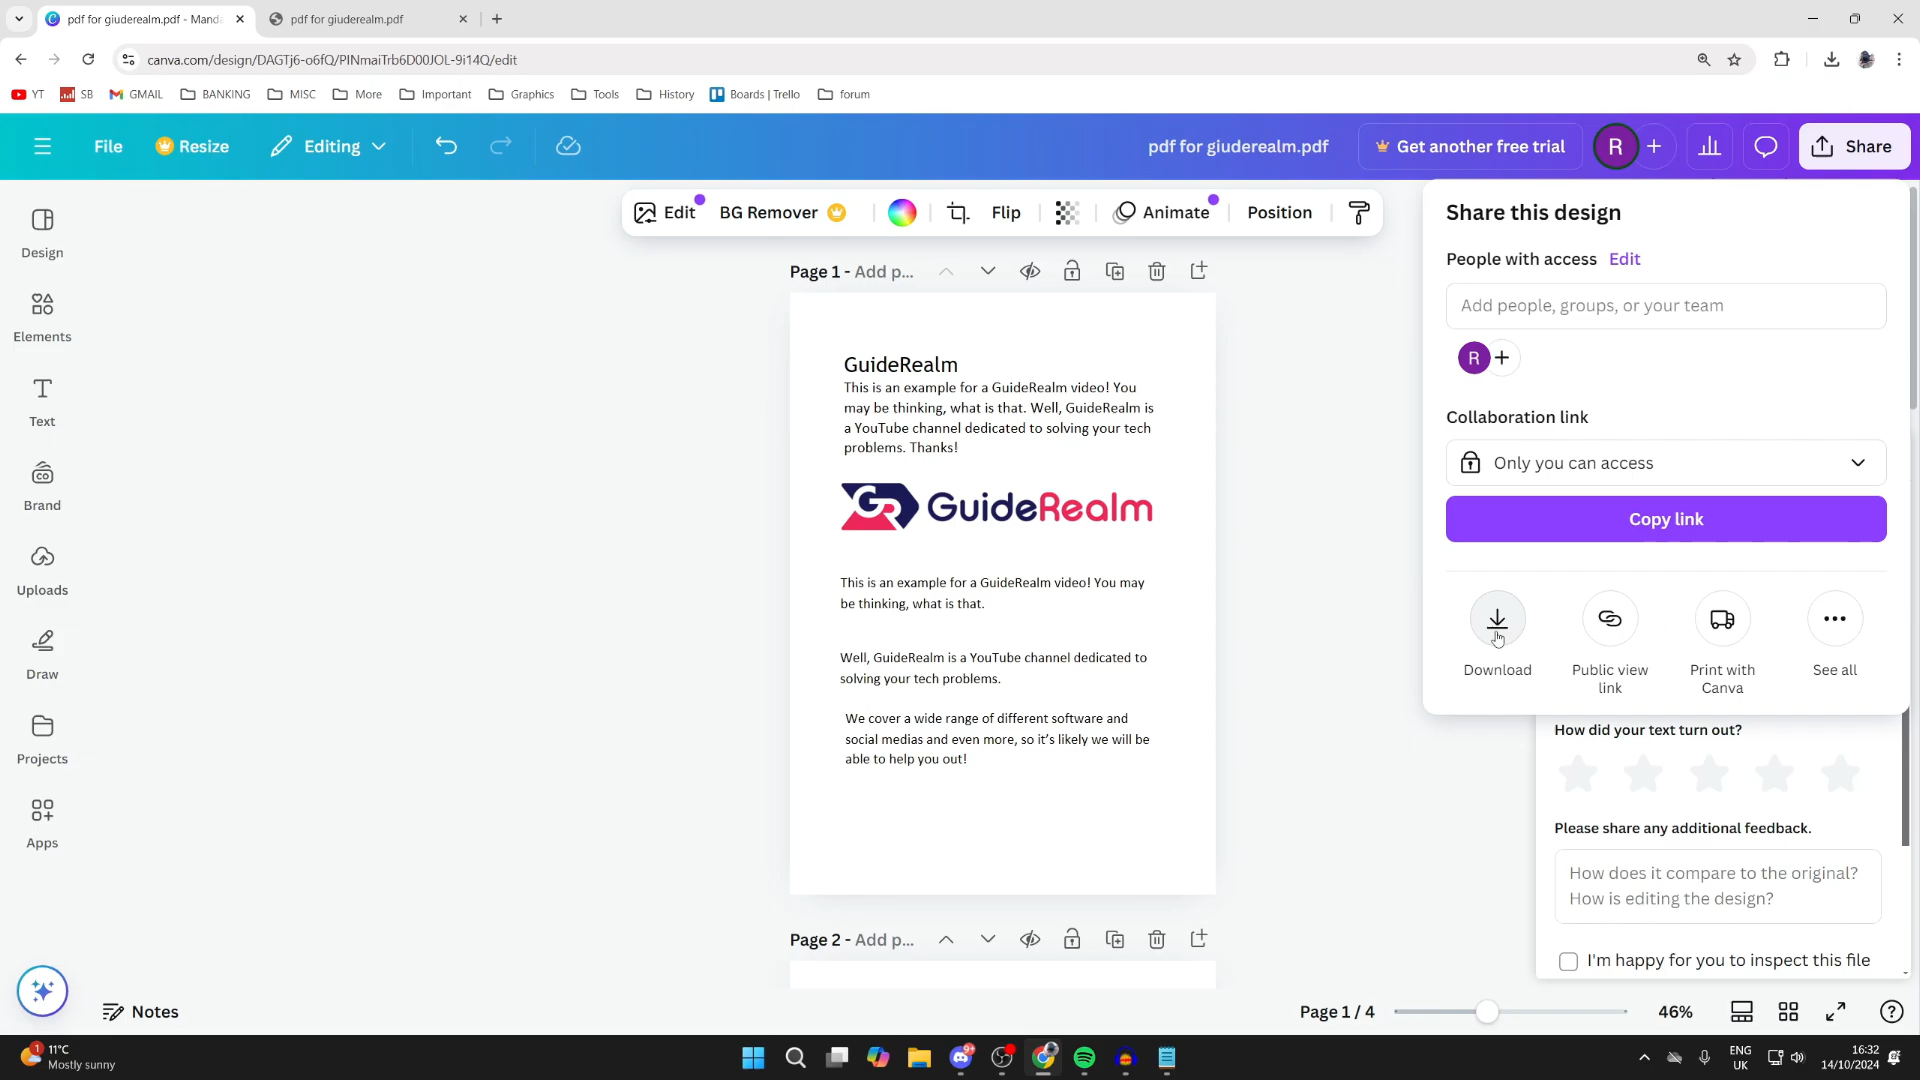 pdf for giuderealm.pdf - Manda
pdf for giuderealm.pdf
canva.com/design/DAGTj6-o6fQ/PINmaiTrb6D00JOL-9i14Q/edit
YT
SB
GMAIL
BANKING
MISC
More
Important
Graphics
Tools
History
Boards | Trello
forum
File
Resize
Editing
pdf for giuderealm.pdf
Get another free trial
R
Share
Edit
BG Remover
Flip
Animate
Position
Design
Elements
Text
Brand
Uploads
Draw
Projects
Apps
Page 1 - Add p...
GuideRealm
This is an example for a GuideRealm video! You
may be thinking, what is that. Well, GuideRealm is
a YouTube channel dedicated to solving your tech
problems. Thanks!
GR GuideRealm
This is an example for a GuideRealm video! You may
be thinking, what is that.
Well, GuideRealm is a YouTube channel dedicated to
solving your tech problems.
We cover a wide range of different software and
social medias and even more, so it's likely we will be
able to help you out!
Page 2 - Add p...
Share this design
People with access Edit
Add people, groups, or your team
R
Collaboration link
Only you can access
Copy link
Download
Public view
link
Print with
Canva
See all
How did your text turn out?
Please share any additional feedback.
How does it compare to the original?
How is editing the design?
I'm happy for you to inspect this file
Notes
Page 1 / 4
46%
1
11°C
Mostly sunny
9+
ENG
UK
16:32
14/10/2024